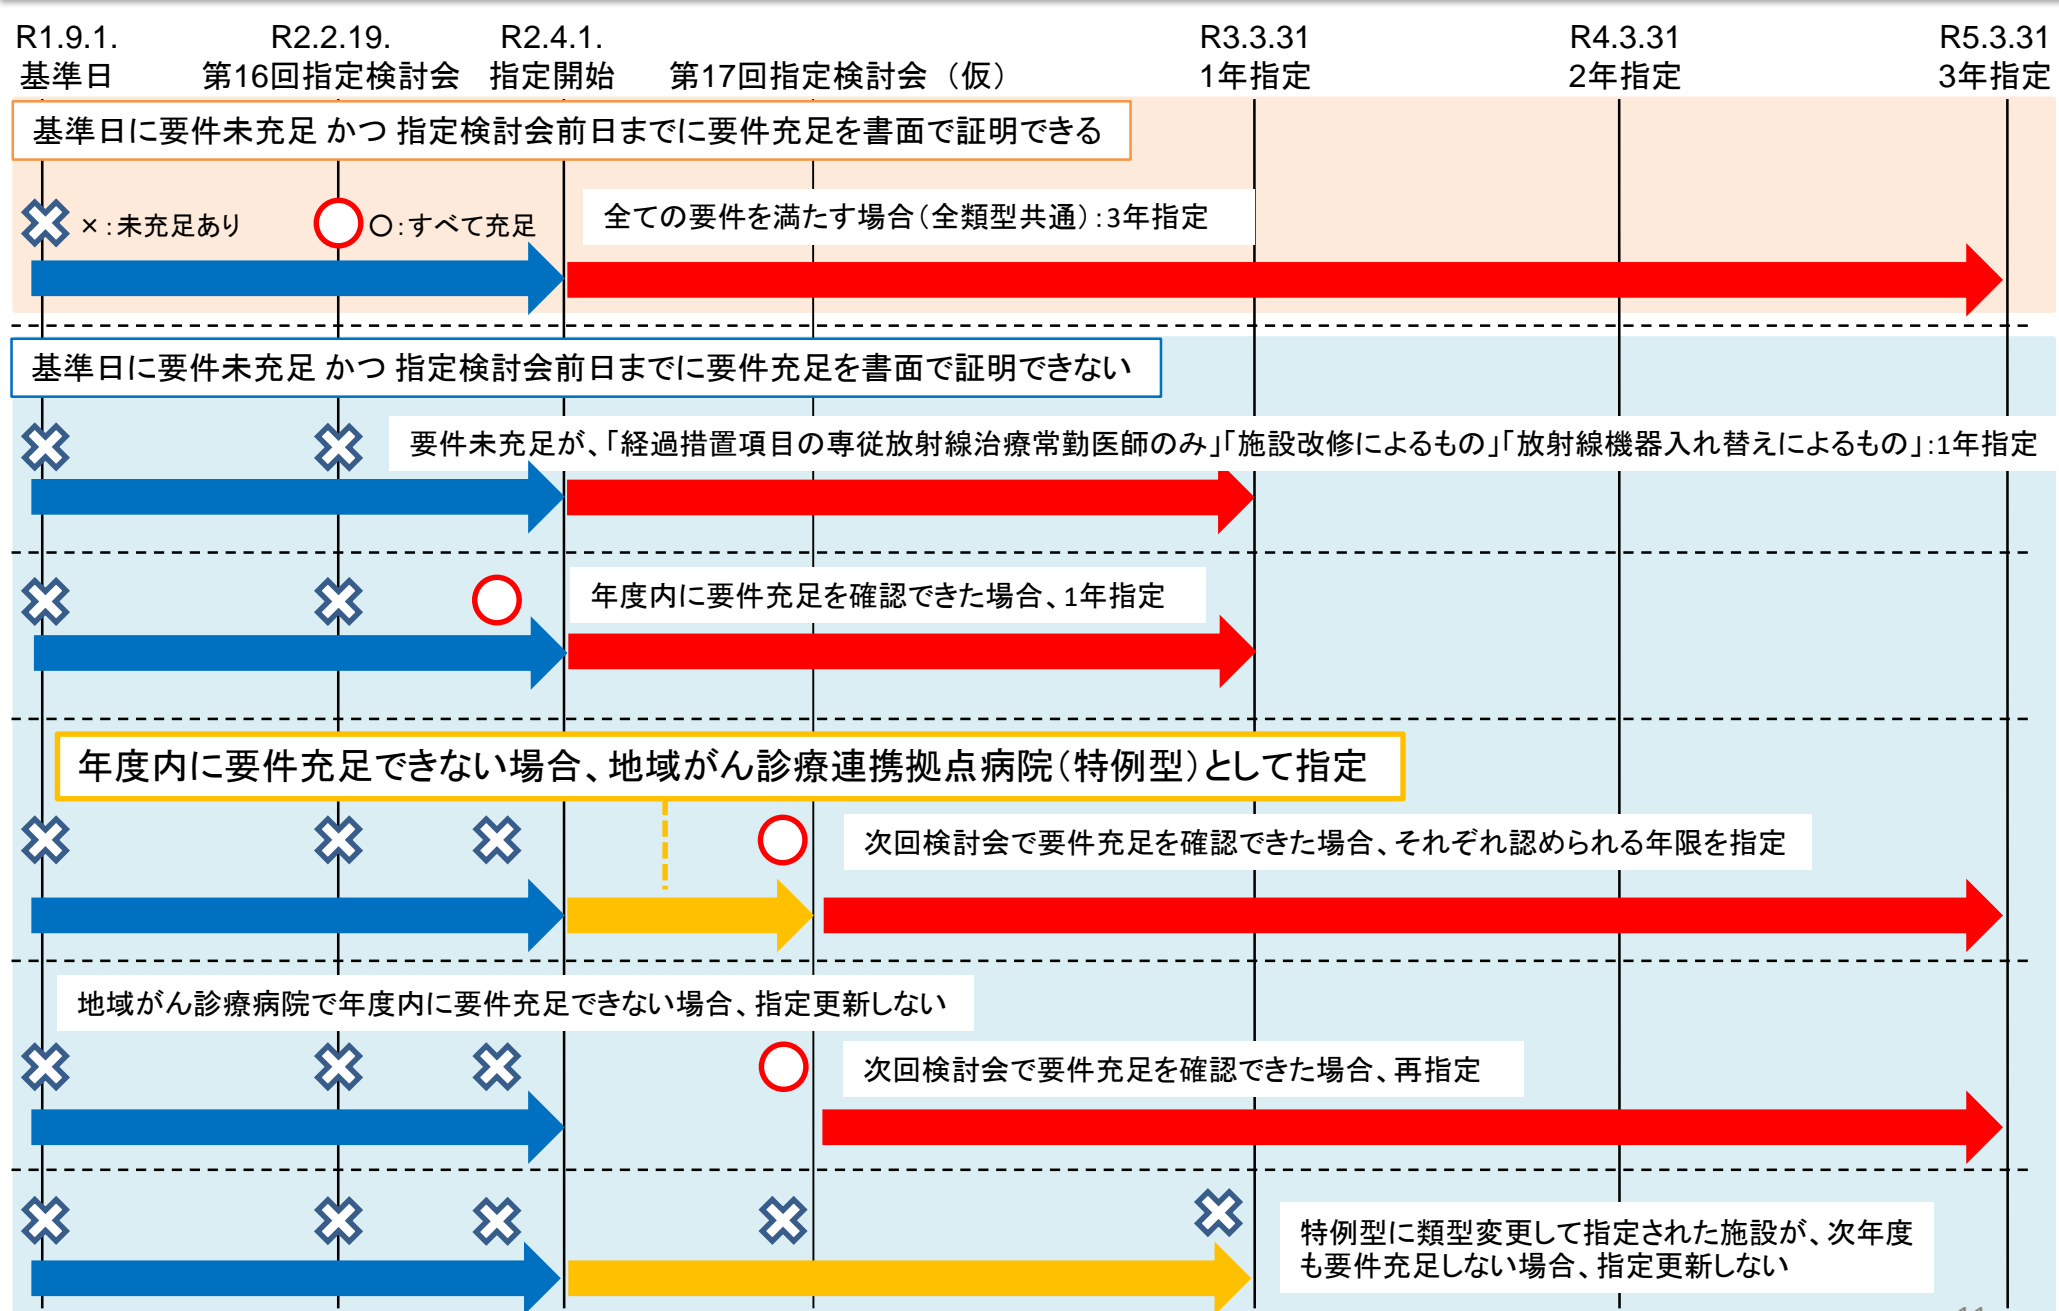 R1.9.1.
基準日
R2.2.19.
第16回指定検討会
R2.4.1.
指定開始
第17回指定検討会（仮）
R3.3.31
1年指定
R4.3.31
2年指定
R5.3.31
3年指定
基準日に要件未充足 かつ 指定検討会前日までに要件充足を書面で証明できる
×：未充足あり
○：すべて充足
全ての要件を満たす場合（全類型共通）：3年指定
基準日に要件未充足 かつ 指定検討会前日までに要件充足を書面で証明できない
要件未充足が、「経過措置項目の専従放射線治療常勤医師のみ」「施設改修によるもの」「放射線機器入れ替えによるもの」：1年指定
年度内に要件充足を確認できた場合、1年指定
年度内に要件充足できない場合、地域がん診療連携拠点病院（特例型）として指定
次回検討会で要件充足を確認できた場合、それぞれ認められる年限を指定
地域がん診療病院で年度内に要件充足できない場合、指定更新しない
次回検討会で要件充足を確認できた場合、再指定
特例型に類型変更して指定された施設が、次年度
も要件充足しない場合、指定更新しない